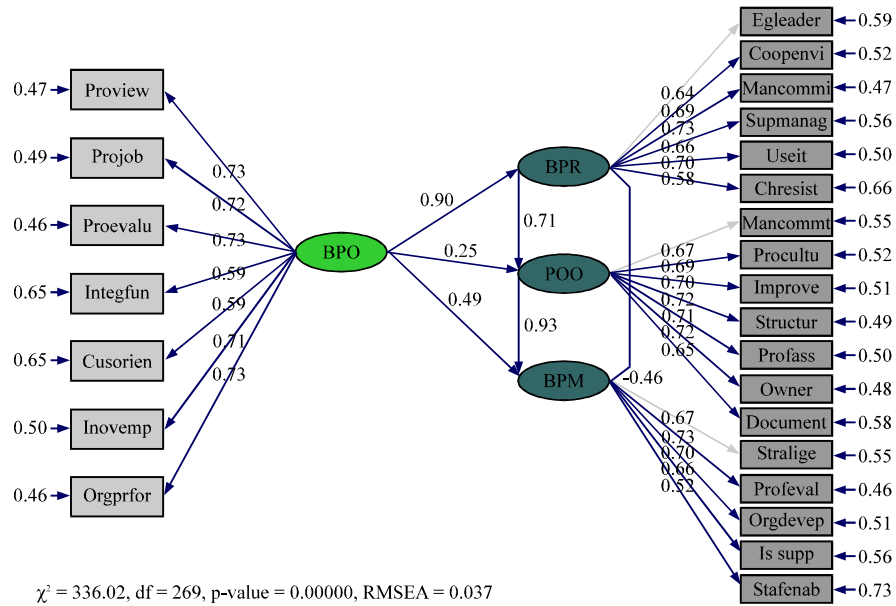 Egleader 0.59
Coopenvi 0.52
0.47 Proview
0.64 Mancommi 0.47
0.69
0.73 Supmanag 0.56
0.49 Projob
0.66 Useit 0.50
0.73 BPR 0.70
0.58 Chresist 0.66
0.72 0.90
0.46 Proevalu 0.71 Mancommt 0.55
0.73 BPO 0.25 0.67 Procultu 0.52
0.59 POO 0.69
0.65 Integfun 0.70 Improve 0.51
0.59 0.49 0.72
0.71 Structur 0.49
0.71 0.93 0.72
0.65 Cusorien 0.65 Profass 0.50
0.73 BPM -0.46 Owner 0.48
0.50 Inovemp 0.67 Document 0.58
0.73 Stralige 0.55
0.70
0.46 Orgprfor 0.66 Profeval 0.46
0.52
Orgdevep 0.51
Is supp 0.56
χ² = 336.02, df = 269, p-value = 0.00000, RMSEA = 0.037 Stafenab 0.73